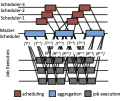 Scheduler-3
Scheduler-2
Scheduler-1
Master
Scheduler
Job Execution
scheduling
aggregation
job execution